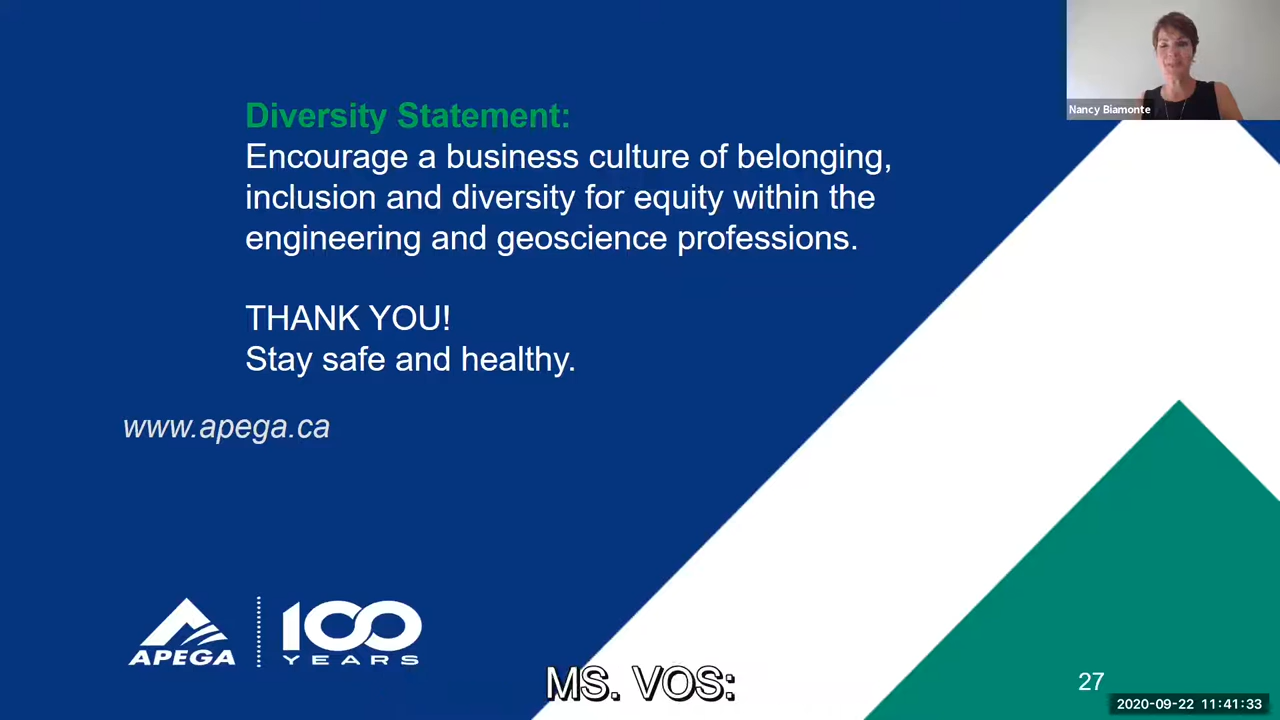 Nancy Biamonte
Diversity Statement:
Encourage a business culture of belonging,
inclusion and diversity for equity within the
engineering and geoscience professions.
THANK YOU!
Stay safe and healthy.
www.apega.ca
APEGA
100
YEARS
MS. VOS:
27
2020-09-22 11:41:33